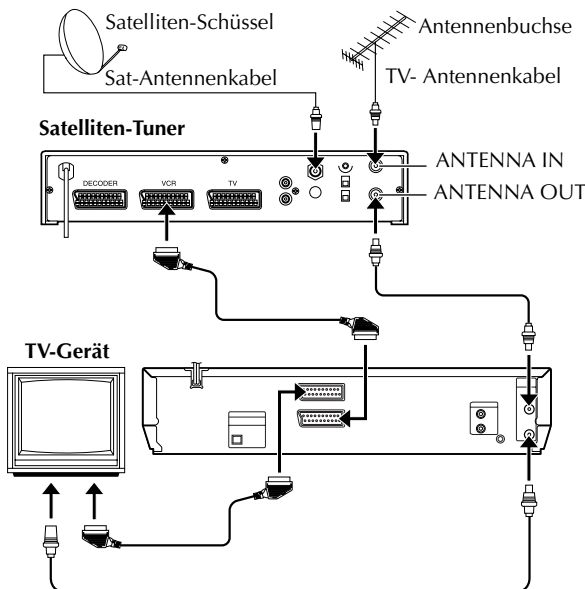 Satelliten-Schüssel
Antennenbuchse
Sat-Antennenkabel
TV- Antennenkabel
Satelliten-Tuner
ANTENNA IN
ANTENNA OUT
DECODER
VCR
TV
TV-Gerät